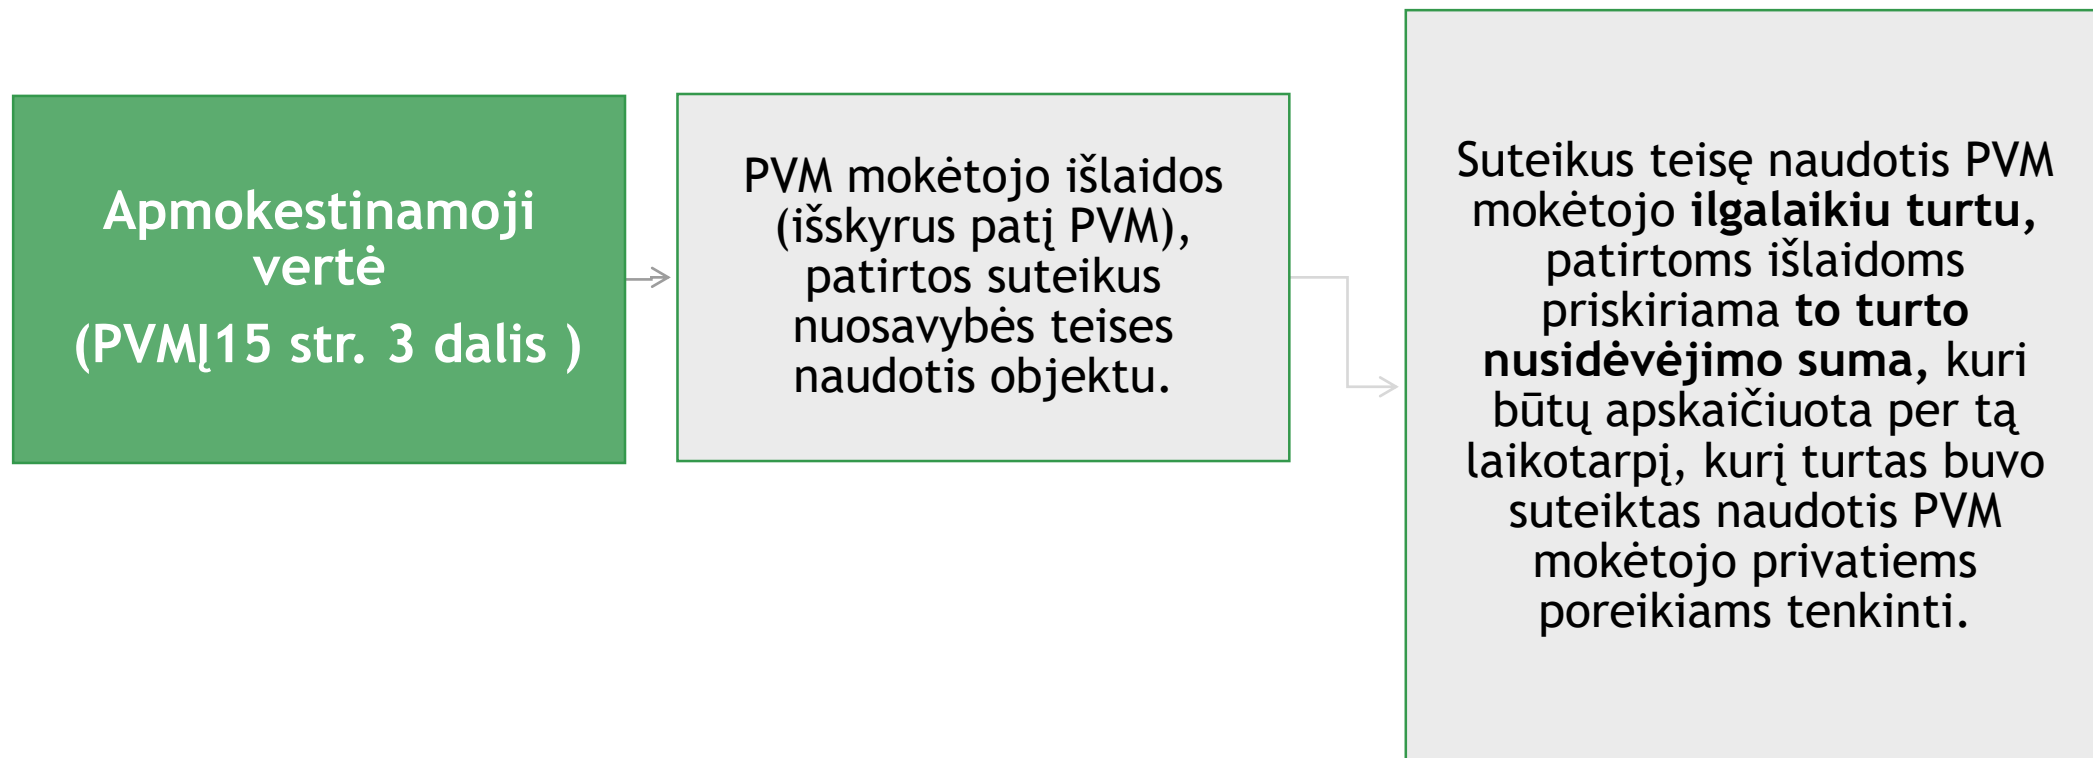 Apmokestinamoji
vertė
(PVMĮ15 str. 3 dalis )
PVM mokėtojo išlaidos
(išskyrus patį PVM),
patirtos suteikus
nuosavybės teises
naudotis objektu.
Suteikus teisę naudotis PVM
mokėtojo ilgalaikiu turtu,
patirtoms išlaidoms
priskiriama to turto
nusidėvėjimo suma, kuri
būtų apskaičiuota per tą
laikotarpį, kurį turtas buvo
suteiktas naudotis PVM
mokėtojo privatiems
poreikiams tenkinti.